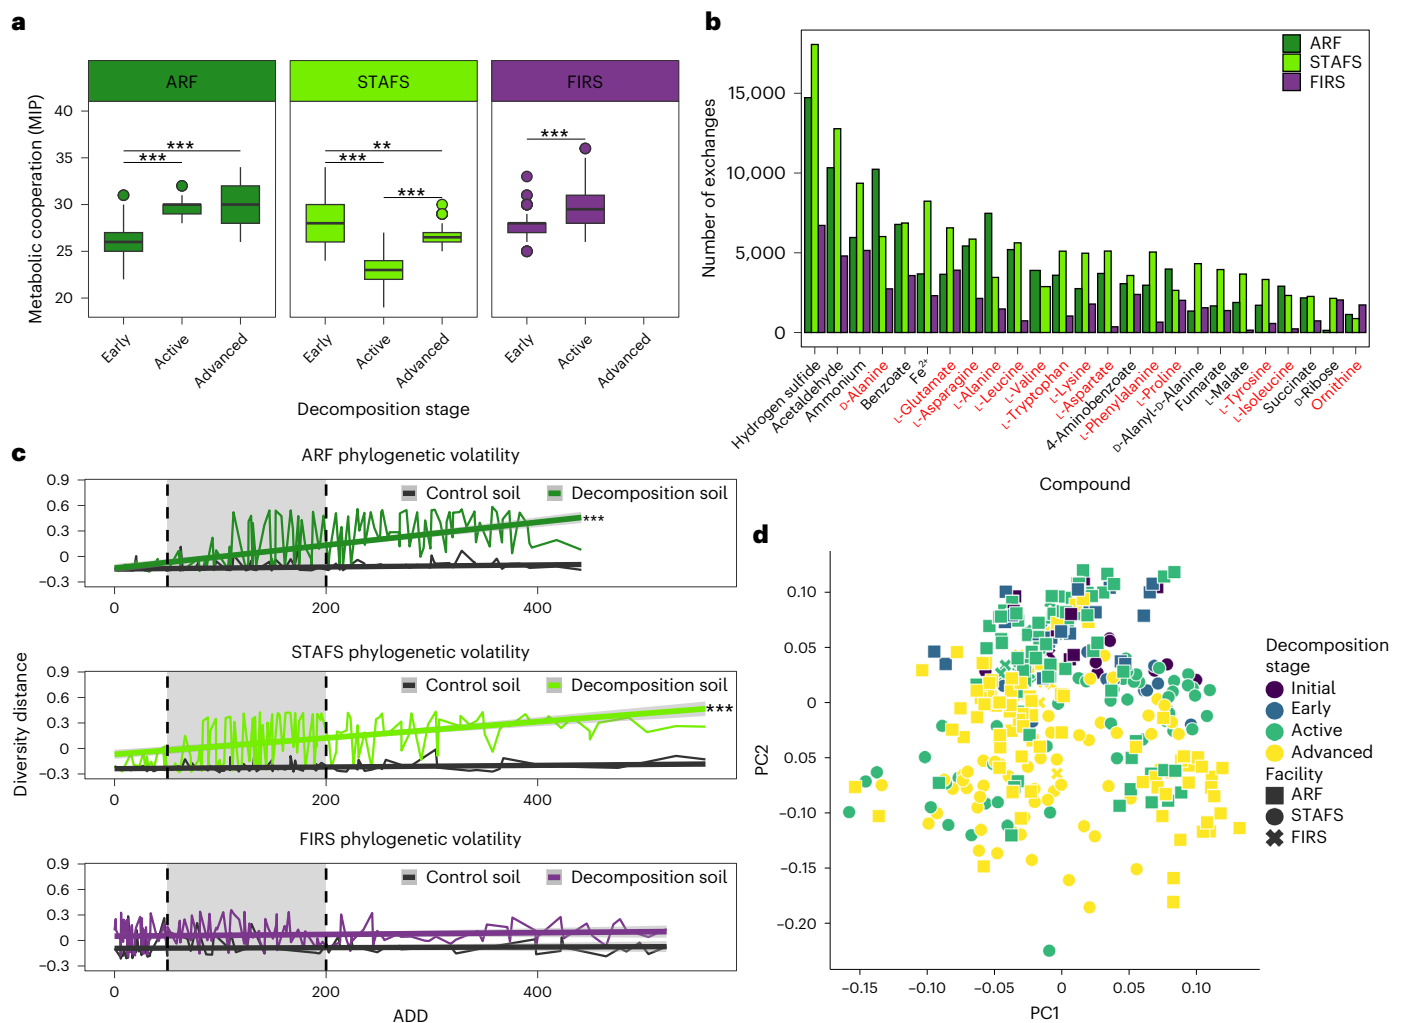 a
ARF
STAFS
FIRS
Metabolic cooperation (MIP)
40
35
30
25
20
***
***
**
***
***
***
Early
Active
Advanced
Early
Active
Advanced
Early
Active
Advanced
Decomposition stage
b
ARF
STAFS
FIRS
Number of exchanges
15,000
10,000
5,000
0
Hydrogen sulfide
Acetaldehyde
Ammonium
D-Alanine
Benzoate
Fe2+
L-Glutamate
L-Asparagine
L-Alanine
L-Leucine
L-Valine
L-Tryptophan
L-Lysine
L-Aspartate
4-Aminobenzoate
L-Phenylalanine
L-Proline
D-Alanyl-D-Alanine
Fumarate
L-Malate
L-Tyrosine
L-Isoleucine
Succinate
D-Ribose
Ornithine
Compound
c
ARF phylogenetic volatility
0.9
0.6
0.3
0
−0.3
Control soil
Decomposition soil
***
0
200
400
STAFS phylogenetic volatility
0.9
0.6
0.3
0
−0.3
Control soil
Decomposition soil
***
0
200
400
Diversity distance
FIRS phylogenetic volatility
0.9
0.6
0.3
0
−0.3
Control soil
Decomposition soil
0
200
400
ADD
d
PC2
0.10
0.05
0
0.05
−0.10
−0.15
−0.20
−0.15
−0.10
−0.05
0
0.05
0.10
PC1
Decomposition
stage
Initial
Early
Active
Advanced
Facility
ARF
STAFS
FIRS